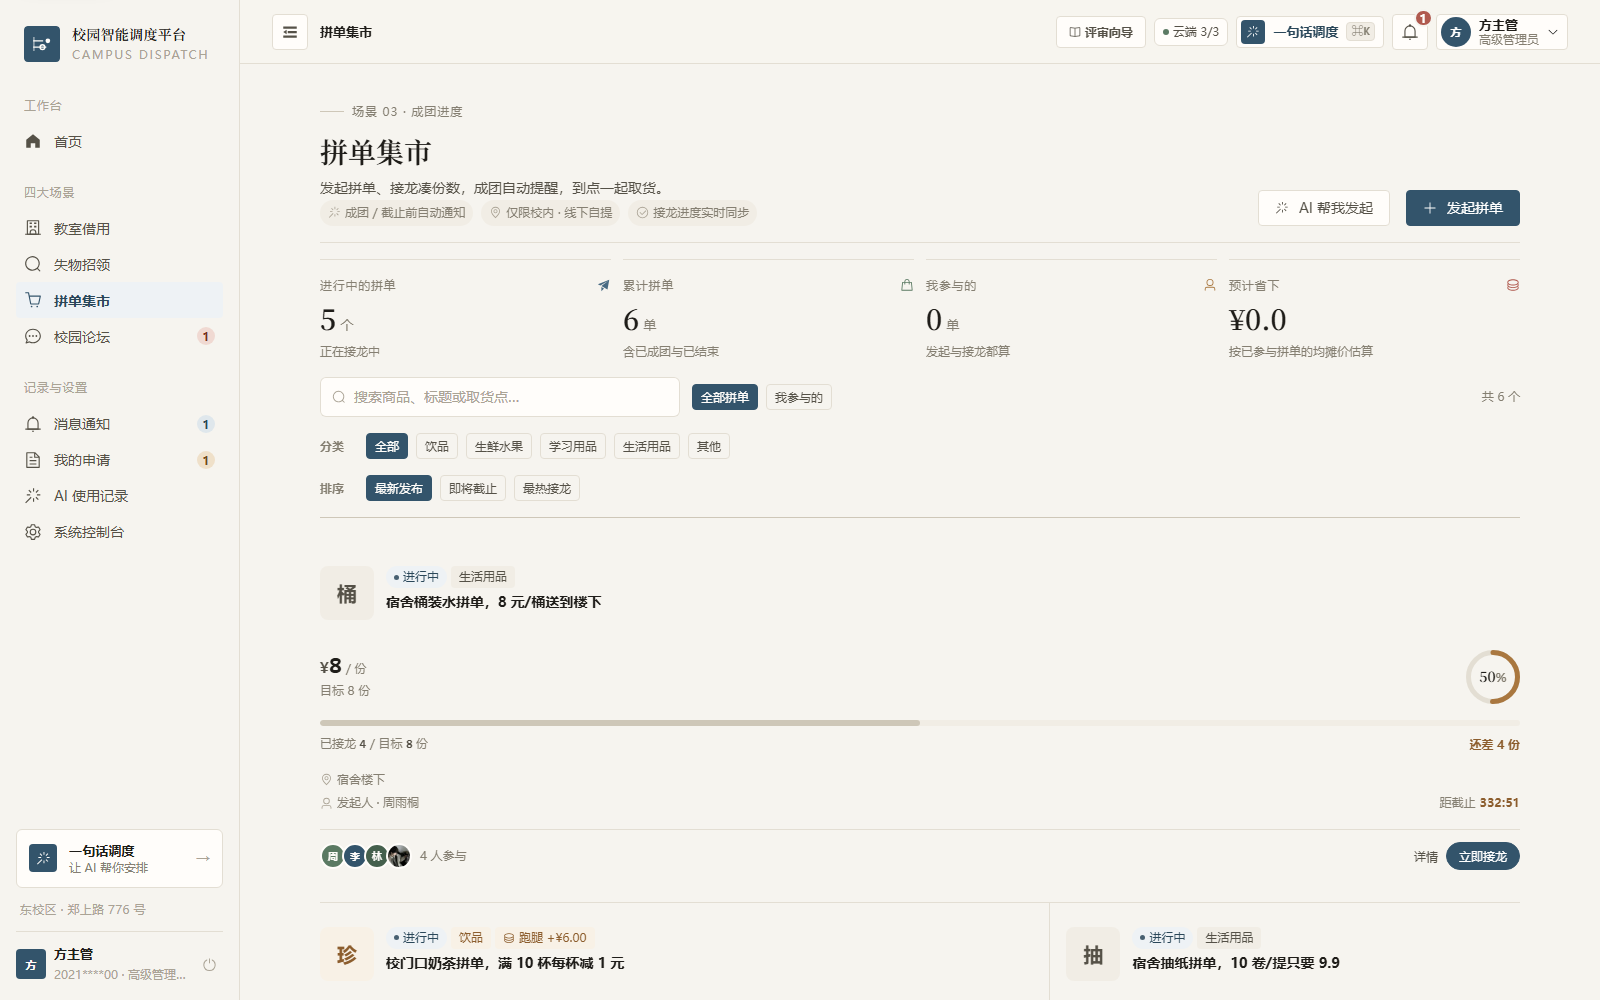 校园智能调度平台
CAMPUS DISPATCH
工作台
首页
四大场景
教室借用
失物招领
拼单集市
校园论坛 1
记录与设置
消息通知 1
我的申请 1
AI 使用记录
系统控制台
一句话调度
让 AI 帮你安排 →
东校区 · 郑上路 776 号
方 方主管
2021****00 · 高级管理...
拼单集市
评审向导
云端 3/3
一句话调度 ⌘K
1
方 方主管
高级管理员
场景 03 · 成团进度
拼单集市
发起拼单、接龙凑份数，成团自动提醒，到点一起取货。
成团 / 截止前自动通知 仅限校内 · 线下自提 接龙进度实时同步
AI 帮我发起 发起拼单
进行中的拼单
5 个
正在接龙中
累计拼单
6 单
含已成团与已结束
我参与的
0 单
发起与接龙都算
预计省下
¥0.0
按已参与拼单的均摊价估算
搜索商品、标题或取货点... 全部拼单 我参与的 共 6 个
分类 全部 饮品 生鲜水果 学习用品 生活用品 其他
排序 最新发布 即将截止 最热接龙
桶 进行中 生活用品
宿舍桶装水拼单，8 元/桶送到楼下
¥8 / 份
目标 8 份
50%
已接龙 4 / 目标 8 份 还差 4 份
宿舍楼下
发起人 · 周雨桐 距截止 332:51
周 李 林 4 人参与 详情 立即接龙
珍 进行中 饮品 跑腿 +¥6.00
校门口奶茶拼单，满 10 杯每杯减 1 元
抽 进行中 生活用品
宿舍抽纸拼单，10 卷/提只要 9.9